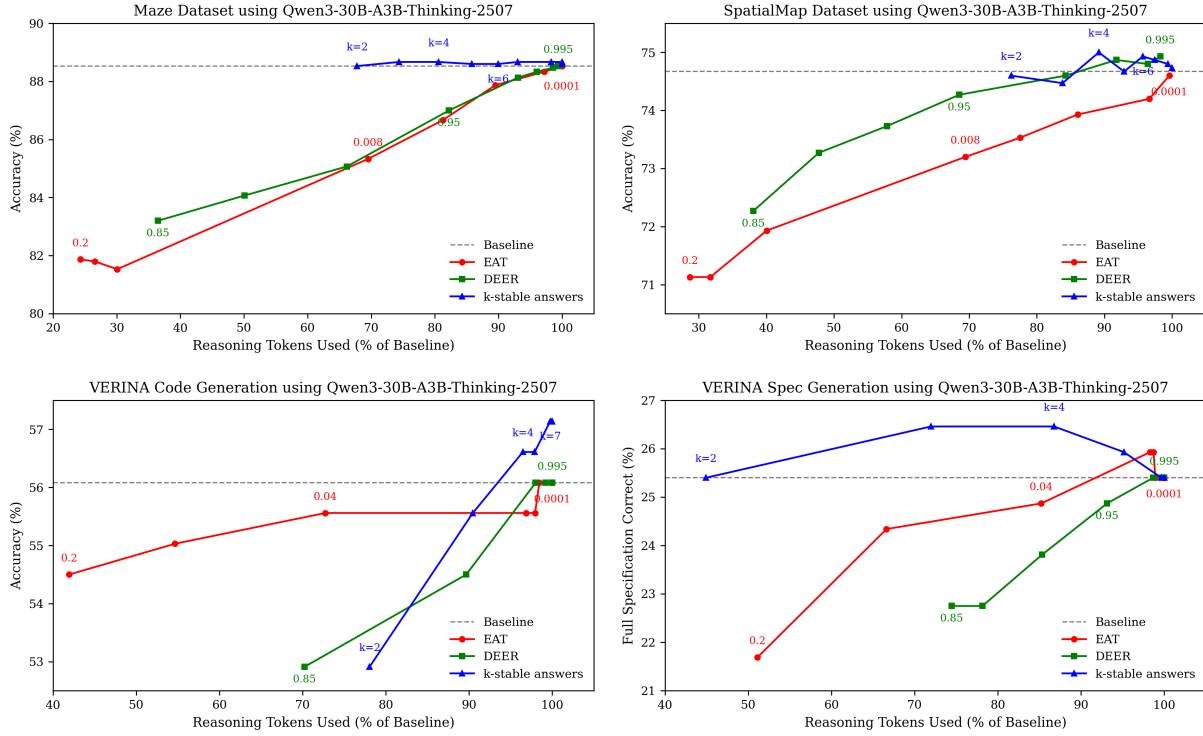 Maze Dataset using Qwen3-30B-A3B-Thinking-2507
90
88
86
84
82
80
Accuracy (%)
k=2
k=4
k=6
0.995
0.0001
0.95
0.008
0.85
0.2
Baseline
EAT
DEER
k-stable answers
20
30
40
50
60
70
80
90
100
Reasoning Tokens Used (% of Baseline)
SpatialMap Dataset using Qwen3-30B-A3B-Thinking-2507
75
74
73
72
71
Accuracy (%)
k=2
k=4
k=6
0.995
0.0001
0.95
0.008
0.85
0.2
Baseline
EAT
DEER
k-stable answers
30
40
50
60
70
80
90
100
Reasoning Tokens Used (% of Baseline)
VERINA Code Generation using Qwen3-30B-A3B-Thinking-2507
57
56
55
54
53
Accuracy (%)
k=4
k=7
0.995
0.0001
0.04
0.2
k=2
0.85
Baseline
EAT
DEER
k-stable answers
40
50
60
70
80
90
100
Reasoning Tokens Used (% of Baseline)
VERINA Spec Generation using Qwen3-30B-A3B-Thinking-2507
27
26
25
24
23
22
21
Full Specification Correct (%)
k=4
k=2
0.995
0.04
0.0001
0.95
0.85
0.2
Baseline
EAT
DEER
k-stable answers
40
50
60
70
80
90
100
Reasoning Tokens Used (% of Baseline)